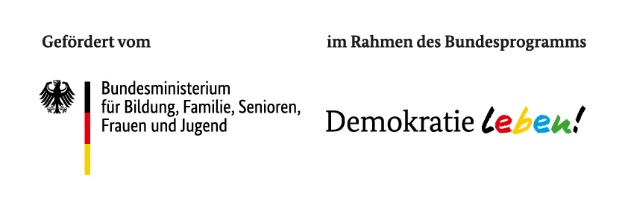 Gefördert vom
im Rahmen des Bundesprogramms
Bundesministerium
für Bildung, Familie, Senioren,
Frauen und Jugend
Demokratie Leben!